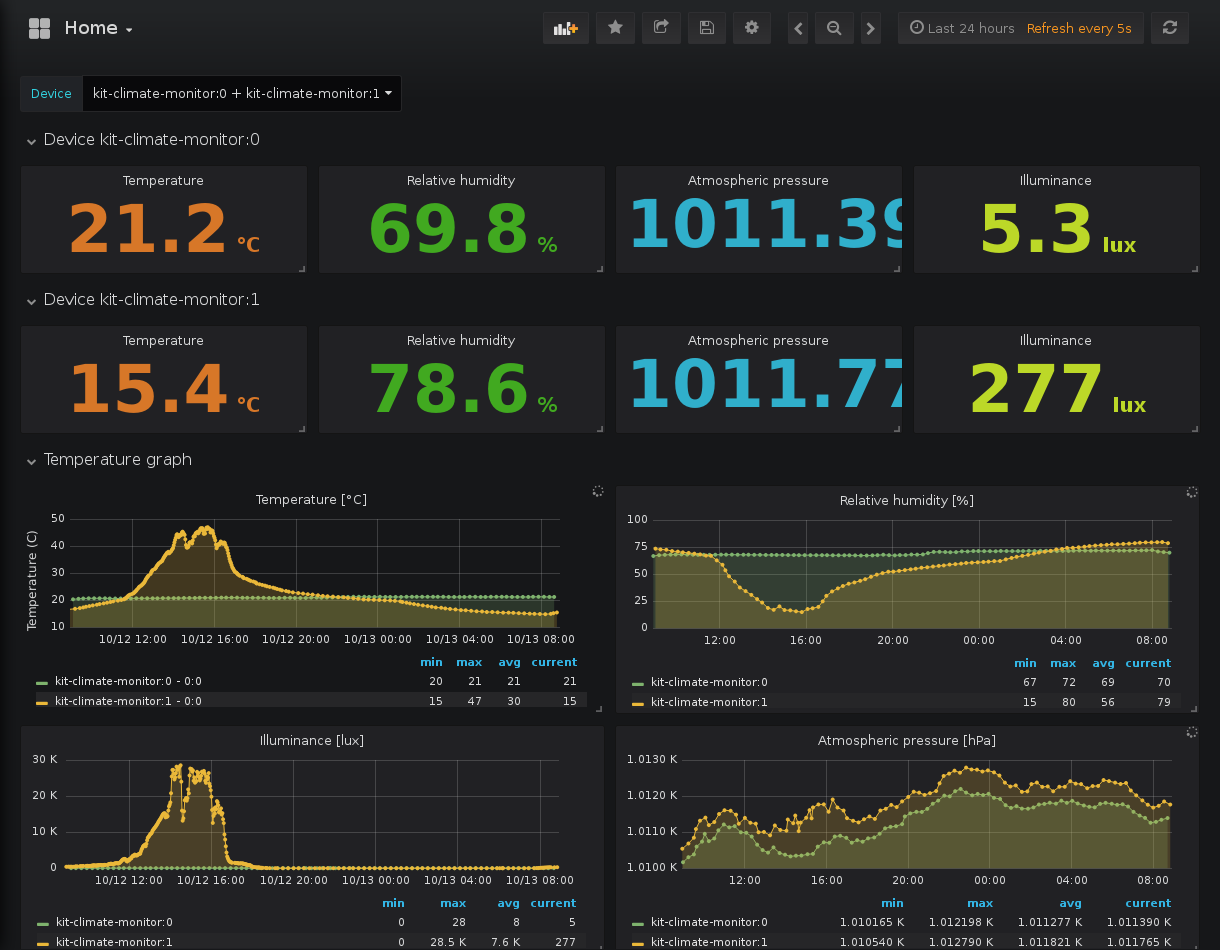 Home
Last 24 hours Refresh every 5s
Device kit-climate-monitor:0 + kit-climate-monitor:1
Device kit-climate-monitor:0
Temperature Relative humidity Atmospheric pressure Illuminance
21.2 °C 69.8 % 1011.39 5.3 lux
Device kit-climate-monitor:1
Temperature Relative humidity Atmospheric pressure Illuminance
15.4 °C 78.6 % 1011.77 277 lux
Temperature graph
Temperature [°C]
Temperature (C)
50
40
30
20
10
10/12 12:00 10/12 16:00 10/12 20:00 10/13 00:00 10/13 04:00 10/13 08:00
min max avg current
kit-climate-monitor:0 - 0:0 20 21 21 21
kit-climate-monitor:1 - 0:0 15 47 30 15
Relative humidity [%]
100
75
50
25
0
12:00 16:00 20:00 00:00 04:00 08:00
min max avg current
kit-climate-monitor:0 67 72 69 70
kit-climate-monitor:1 15 80 56 79
Illuminance [lux]
30 K
20 K
10 K
0
10/12 12:00 10/12 16:00 10/12 20:00 10/13 00:00 10/13 04:00 10/13 08:00
min max avg current
kit-climate-monitor:0 0 28 8 5
kit-climate-monitor:1 0 28.5 K 7.6 K 277
Atmospheric pressure [hPa]
1.0130 K
1.0120 K
1.0110 K
1.0100 K
12:00 16:00 20:00 00:00 04:00 08:00
min max avg current
kit-climate-monitor:0 1.010165 K 1.012198 K 1.011277 K 1.011390 K
kit-climate-monitor:1 1.010540 K 1.012790 K 1.011821 K 1.011765 K